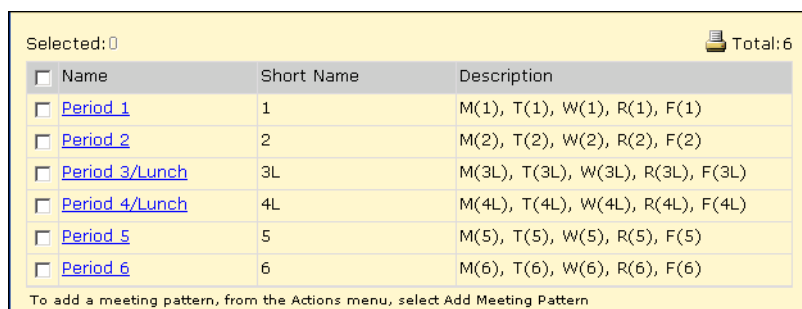 Selected:0 Total:6
Name Short Name Description
Period 1 1 M(1), T(1), W(1), R(1), F(1)
Period 2 2 M(2), T(2), W(2), R(2), F(2)
Period 3/Lunch 3L M(3L), T(3L), W(3L), R(3L), F(3L)
Period 4/Lunch 4L M(4L), T(4L), W(4L), R(4L), F(4L)
Period 5 5 M(5), T(5), W(5), R(5), F(5)
Period 6 6 M(6), T(6), W(6), R(6), F(6)
To add a meeting pattern, from the Actions menu, select Add Meeting Pattern